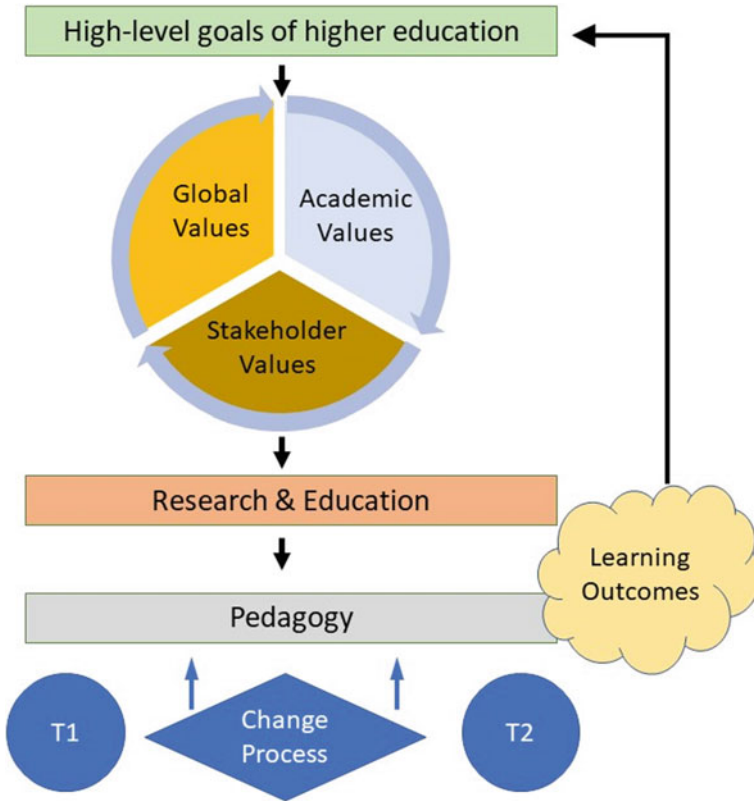 High-level goals of higher education
Global
Values
Academic
Values
Stakeholder
Values
Research & Education
Learning
Outcomes
Pedagogy
T1
Change
Process
T2